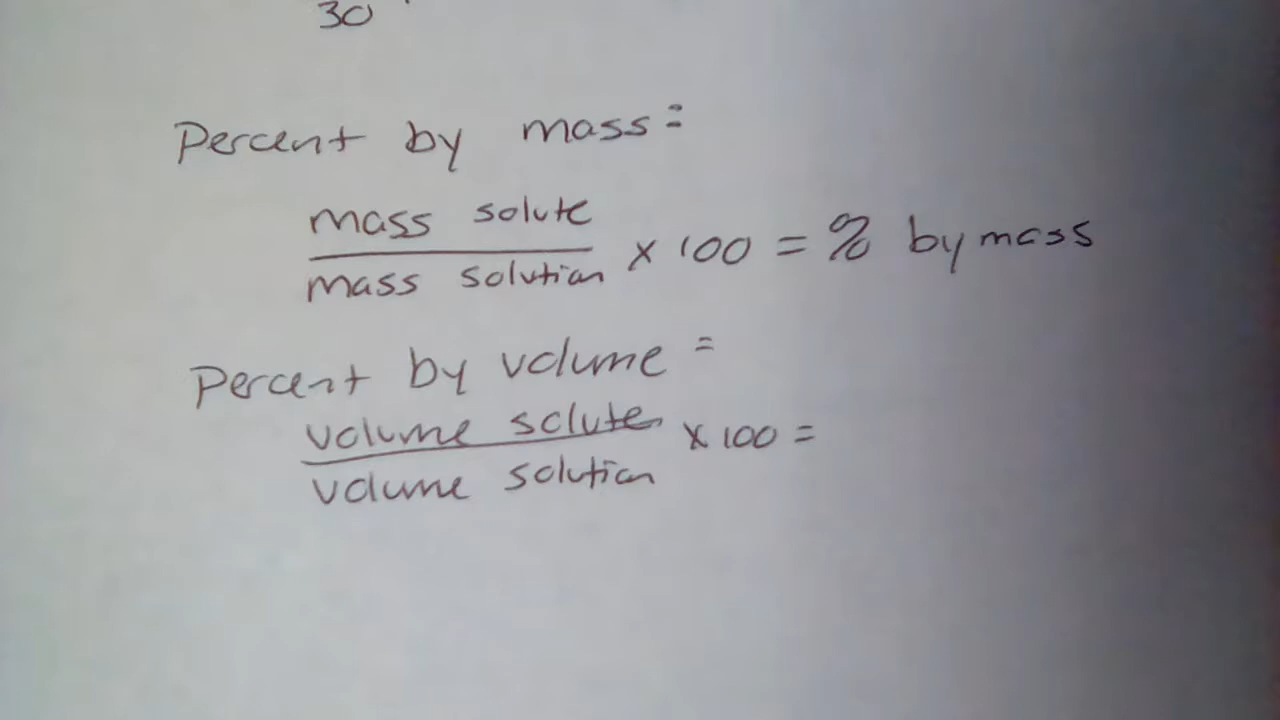 30
Percent by mass:
mass solute
mass solution x 100 = % by mass
Percent by volume =
volume solute
volume solution x 100 =